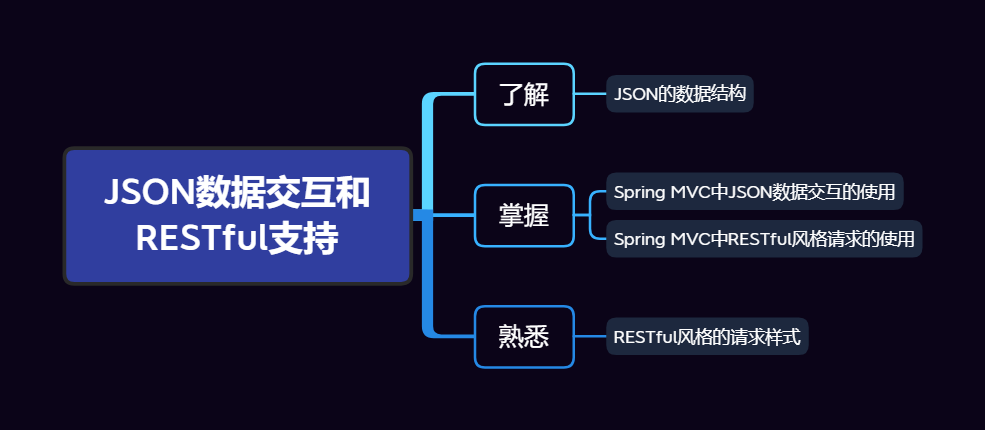 JSON数据交互和
RESTful支持
了解
JSON的数据结构
掌握
Spring MVC中JSON数据交互的使用
Spring MVC中RESTful风格请求的使用
熟悉
RESTful风格的请求样式